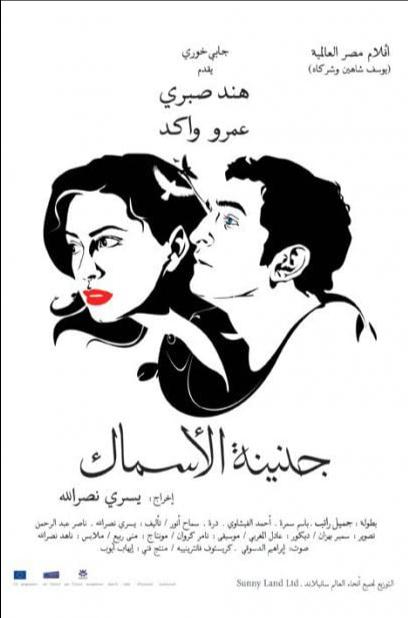 أفلام مصر العالمية
(يوسف شاهين وشركاه)
جابي خوري
يقدم
هند صبري
عمرو واكد
جنينة الأسماك
إخراج: يسري نصرالله
بطولة: جميل راتب . باسم سمرة . أحمد الفيشاوي . درة . سماح أنور / تأليف: يسري نصرالله . ناصر عبد الرحمن
تصوير: سمير بهزان / ديكور: عادل المغربي / موسيقى: تامر كروان / مونتاج: منى ربيع / ملابس: ناهد نصرالله
صوت: إبراهيم الدسوقي . كريستوف فانترينييه / منتج فني: إيهاب أيوب
التوزيع لجميع أنحاء العالم سانيلاند. Sunny Land Ltd.